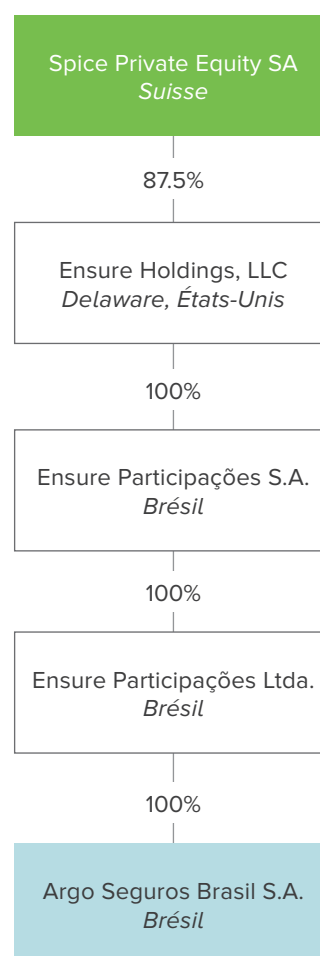 Spice Private Equity SA
Suisse
87.5%
Ensure Holdings, LLC
Delaware, États-Unis
100%
Ensure Participações S.A.
Brésil
100%
Ensure Participações Ltda.
Brésil
100%
Argo Seguros Brasil S.A.
Brésil